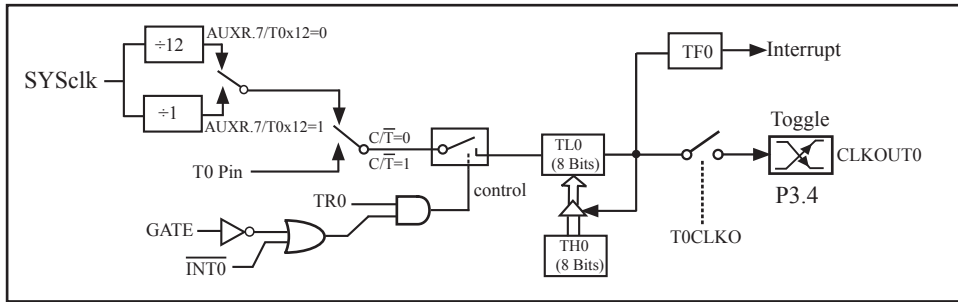 AUXR.7/T0x12=0
÷12
SYSclk
÷1
AUXR.7/T0x12=1
T0 Pin
C/T̅=0
C/T̅=1
TR0
GATE
I̅N̅T̅0̅
control
TL0
(8 Bits)
TH0
(8 Bits)
TF0
Interrupt
Toggle
CLKOUT0
P3.4
T0CLKO